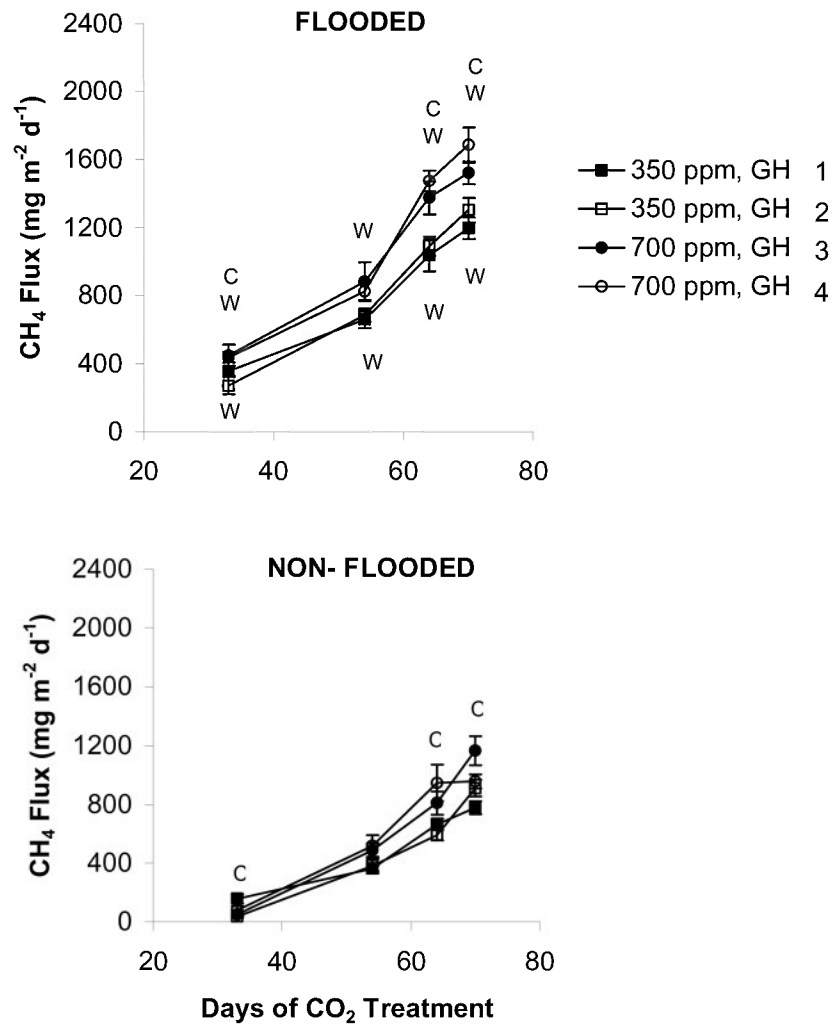 FLOODED
CH₄ Flux (mg m⁻² d⁻¹)
2400
2000
1600
1200
800
400
0
20 40 60 80
C
W
W
W
W
C
W
W
C
W
W
350 ppm, GH 1
350 ppm, GH 2
700 ppm, GH 3
700 ppm, GH 4
NON- FLOODED
CH₄ Flux (mg m⁻² d⁻¹)
2400
2000
1600
1200
800
400
0
20 40 60 80
C
C
C
Days of CO₂ Treatment